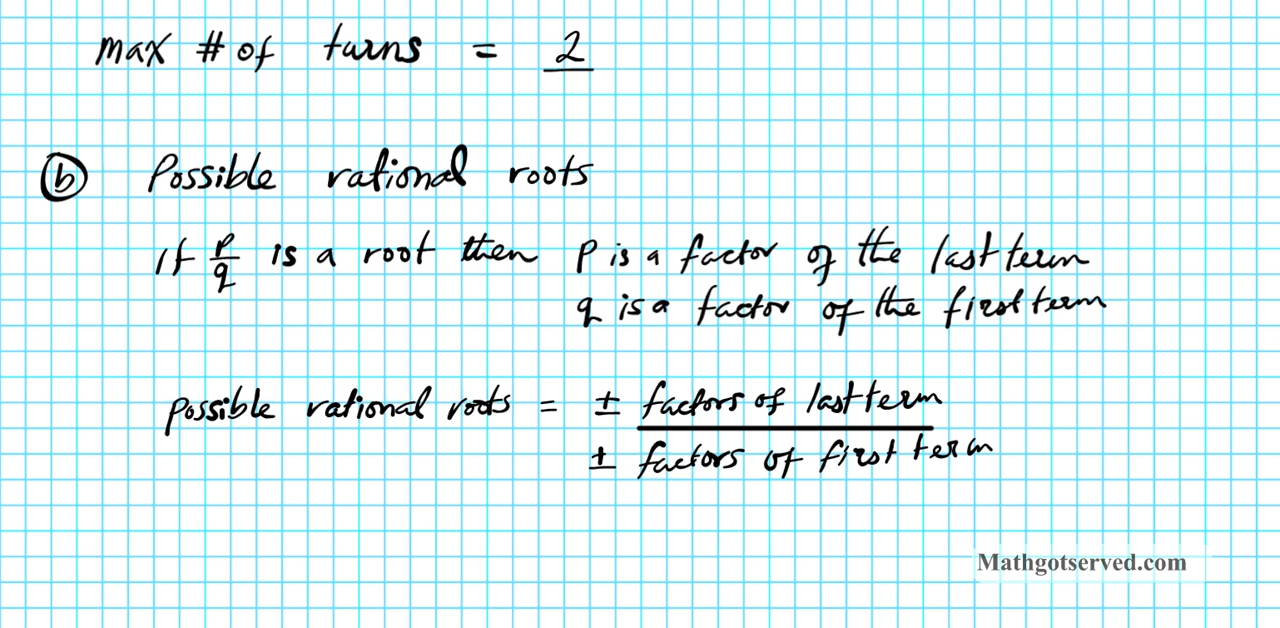 max # of turns = 2
(b) Possible rational roots
if p/q is a root then p is a factor of the last term
q is a factor of the first term
possible rational roots = ± factors of last term
± factors of first term
Mathgotserved.com